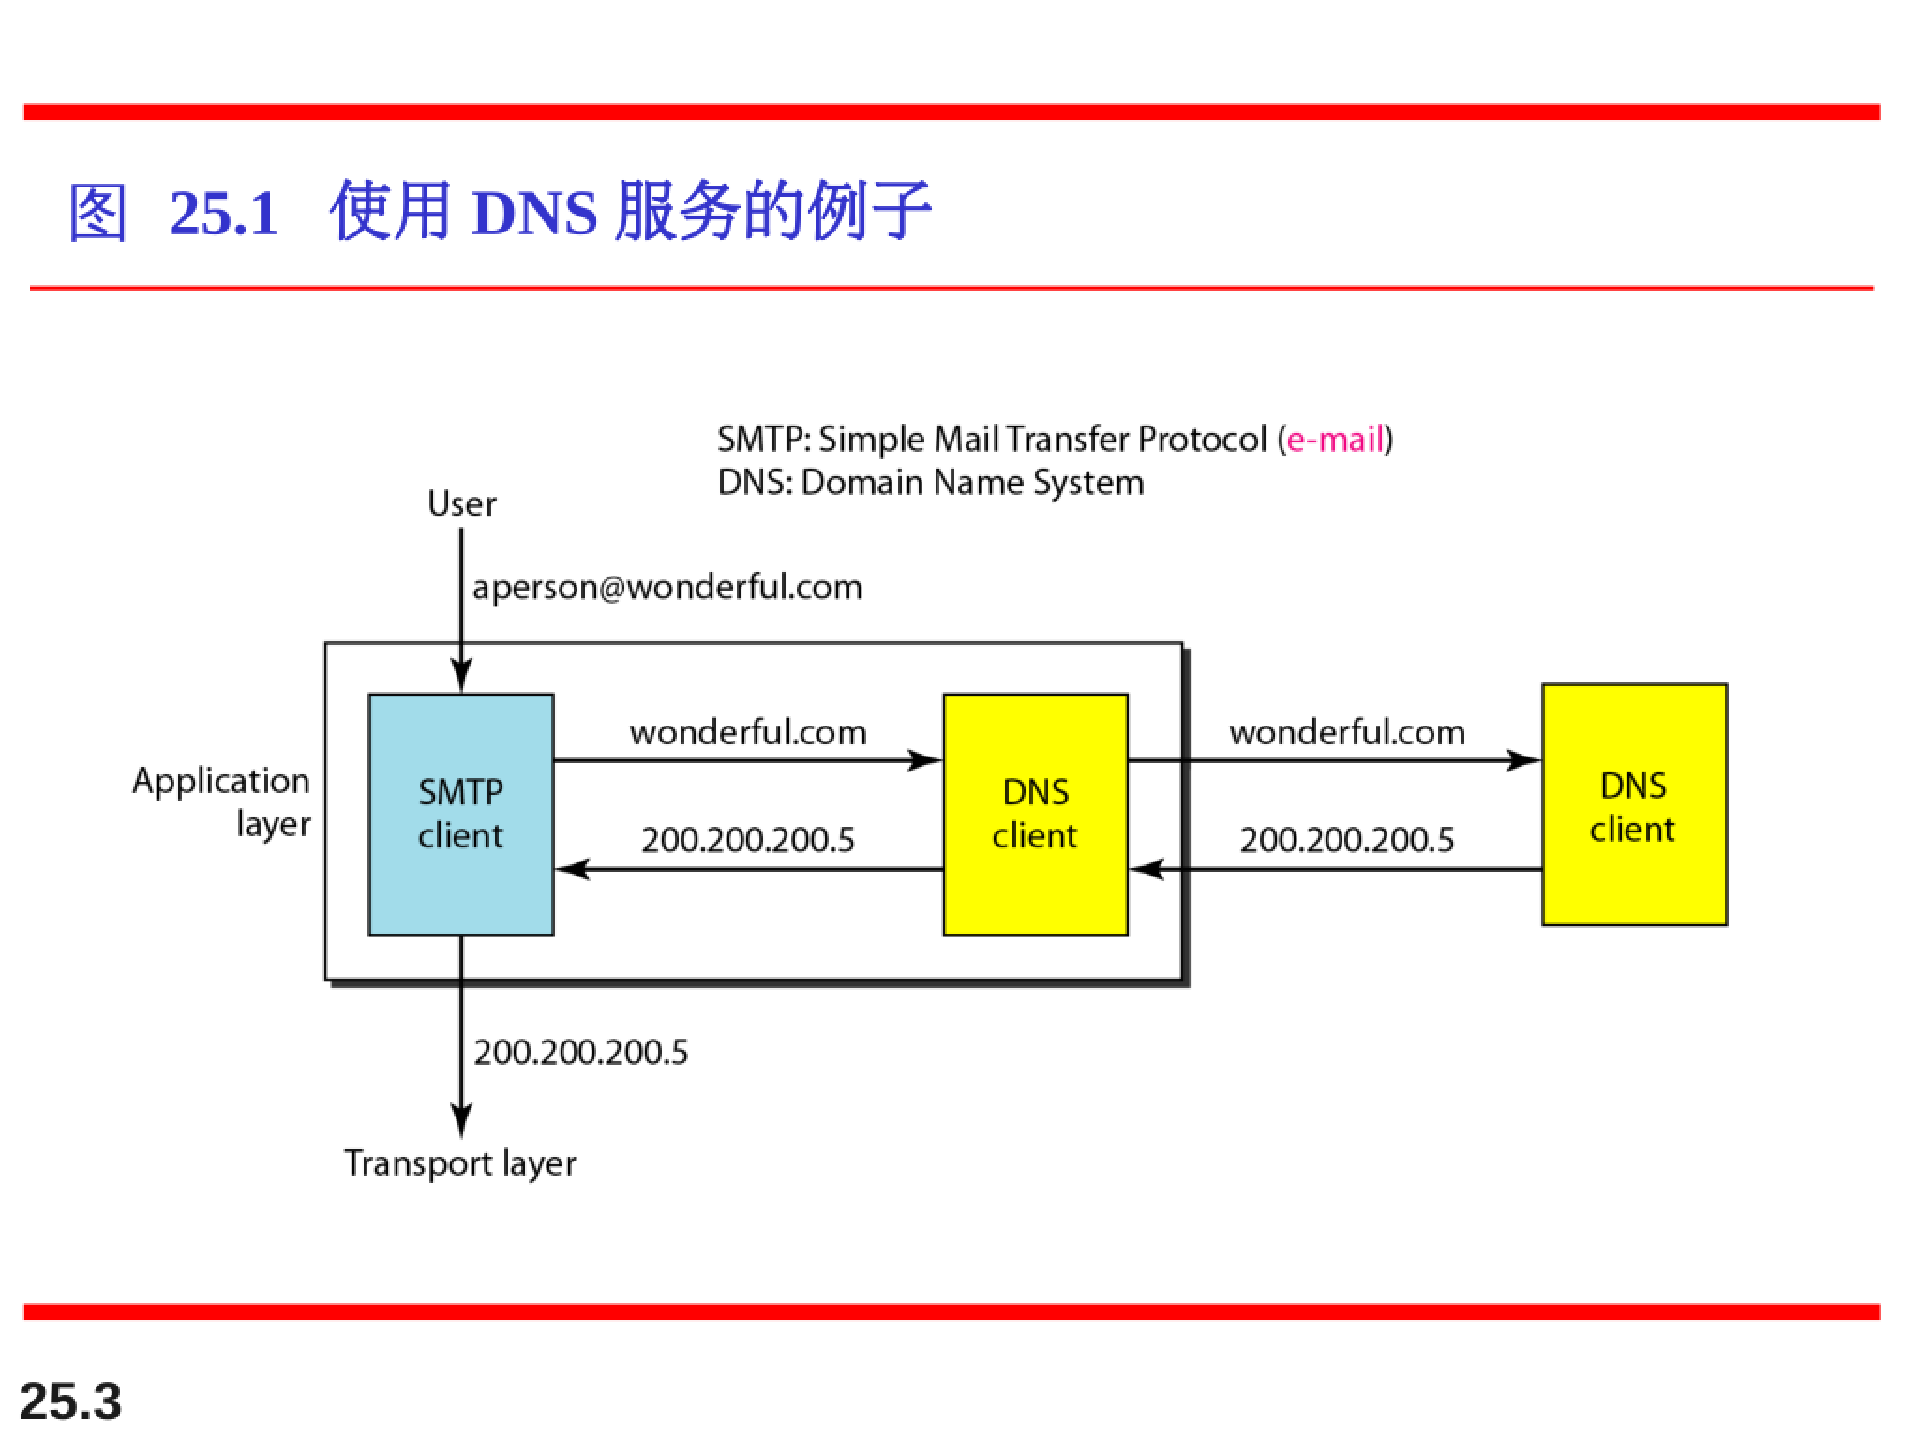 图 25.1 使用 DNS 服务的例子
SMTP: Simple Mail Transfer Protocol (e-mail)
DNS: Domain Name System
User
aperson@wonderful.com
Application
layer
SMTP
client
wonderful.com
200.200.200.5
DNS
client
wonderful.com
200.200.200.5
DNS
client
200.200.200.5
Transport layer
25.3